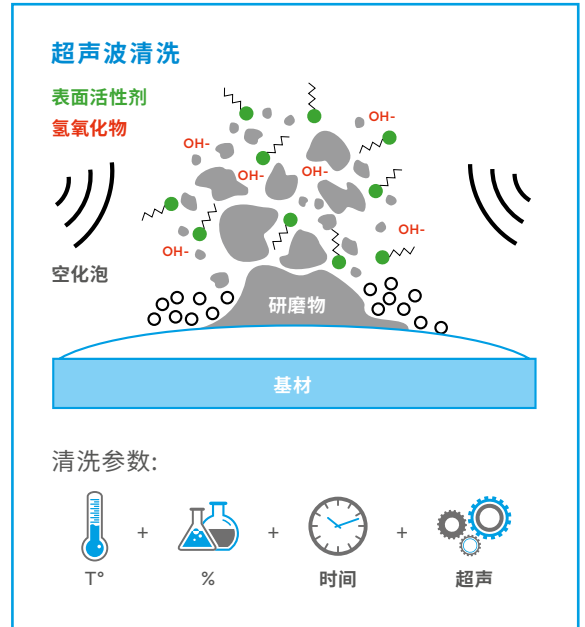 超声波清洗
表面活性剂
氢氧化物
OH-
OH-
OH-
OH-
OH-
OH-
空化泡
研磨物
基材
清洗参数:
+ + +
T° % 时间 超声